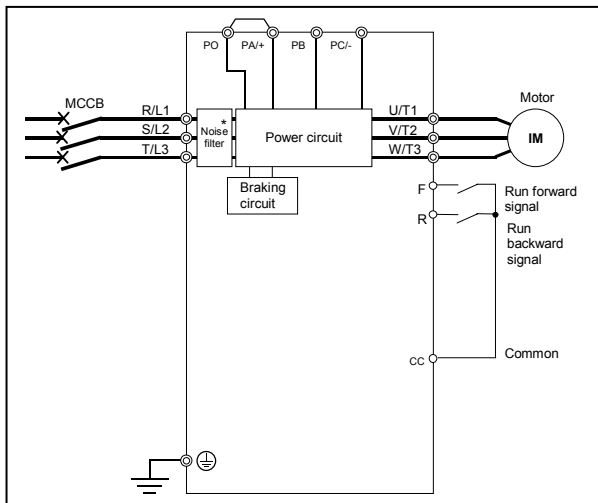 PO PA/+ PB PC/-
MCCB
R/L1
S/L2
T/L3
*
Noise
filter
Power circuit
Braking
circuit
U/T1
V/T2
W/T3
Motor
IM
F
Run forward
signal
R
Run
backward
signal
CC
Common